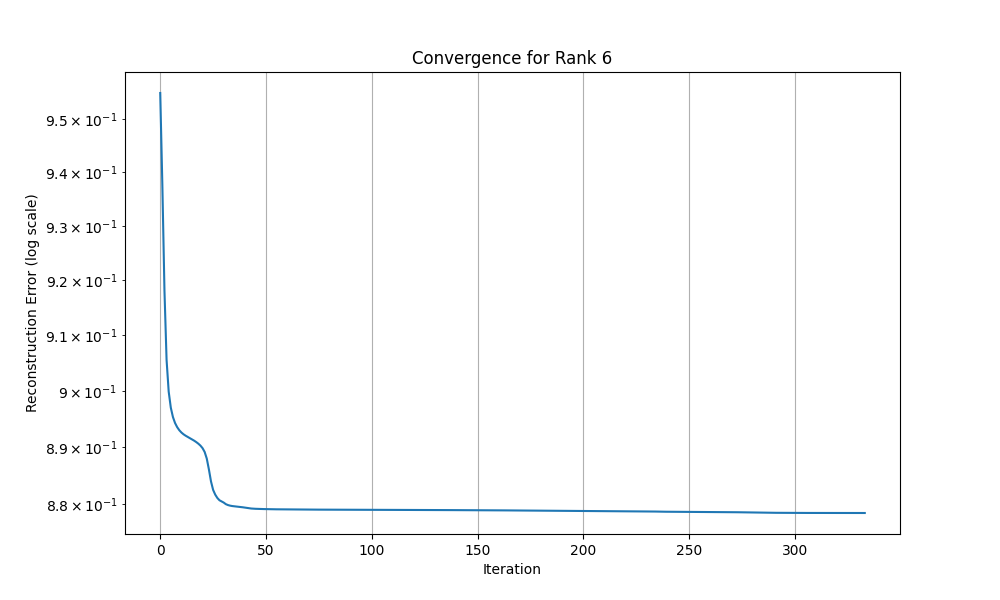 Convergence for Rank 6
Reconstruction Error (log scale)
9.5 × 10⁻¹
9.4 × 10⁻¹
9.3 × 10⁻¹
9.2 × 10⁻¹
9.1 × 10⁻¹
9 × 10⁻¹
8.9 × 10⁻¹
8.8 × 10⁻¹
0 50 100 150 200 250 300
Iteration